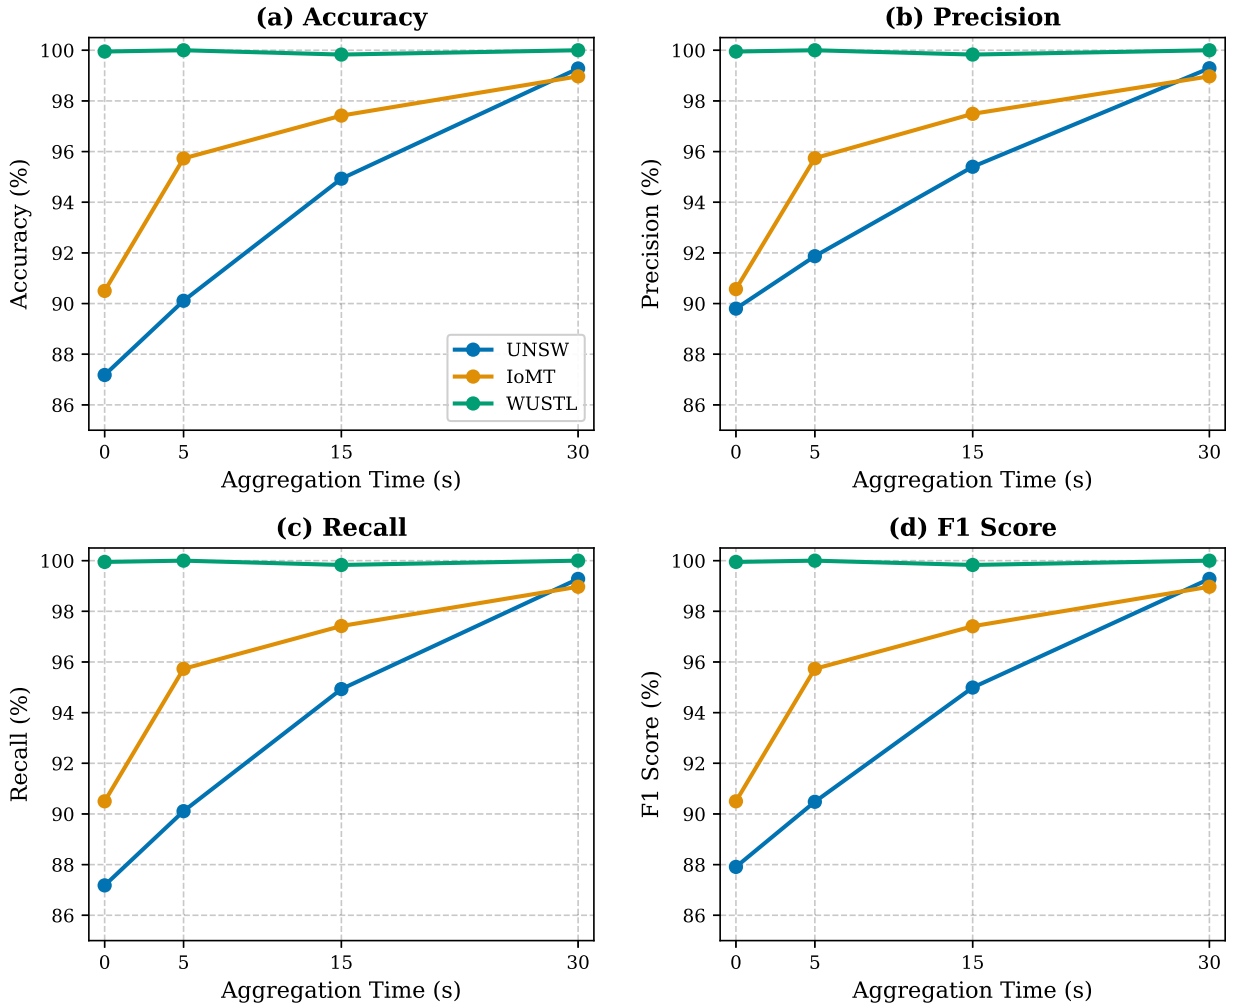 (a) Accuracy
100
98
96
94
92
90
88
86
Accuracy (%)
UNSW
IoMT
WUSTL
0 5 15 30
Aggregation Time (s)
(b) Precision
100
98
96
94
92
90
88
86
Precision (%)
0 5 15 30
Aggregation Time (s)
(c) Recall
100
98
96
94
92
90
88
86
Recall (%)
0 5 15 30
Aggregation Time (s)
(d) F1 Score
100
98
96
94
92
90
88
86
F1 Score (%)
0 5 15 30
Aggregation Time (s)